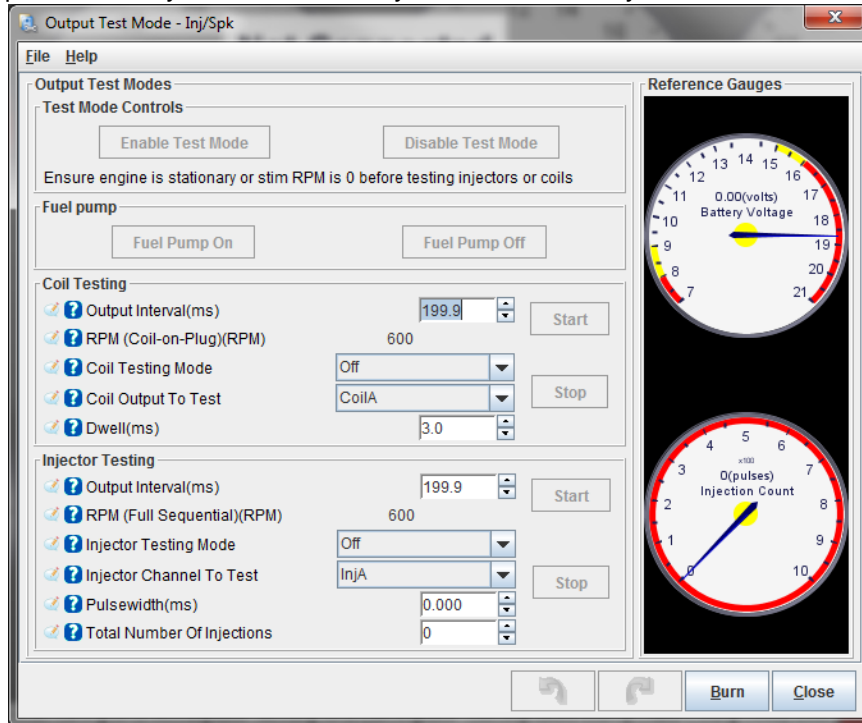 Output Test Mode - Inj/Spk
File Help
Output Test Modes
Test Mode Controls
Enable Test Mode Disable Test Mode
Ensure engine is stationary or stim RPM is 0 before testing injectors or coils
Fuel pump
Fuel Pump On Fuel Pump Off
Coil Testing
Output Interval(ms) 199.9 Start
RPM (Coil-on-Plug)(RPM) 600
Coil Testing Mode Off
Coil Output To Test CoilA Stop
Dwell(ms) 3.0
Injector Testing
Output Interval(ms) 199.9 Start
RPM (Full Sequential)(RPM) 600
Injector Testing Mode Off
Injector Channel To Test InjA Stop
Pulsewidth(ms) 0.000
Total Number Of Injections 0
Reference Gauges
7 8 9 10 11 12 13 14 15 16 17 18 19 20 21
0.00(volts)
Battery Voltage
0 1 2 3 4 5 6 7 8 9 10
x100
0(pulses)
Injection Count
Burn Close